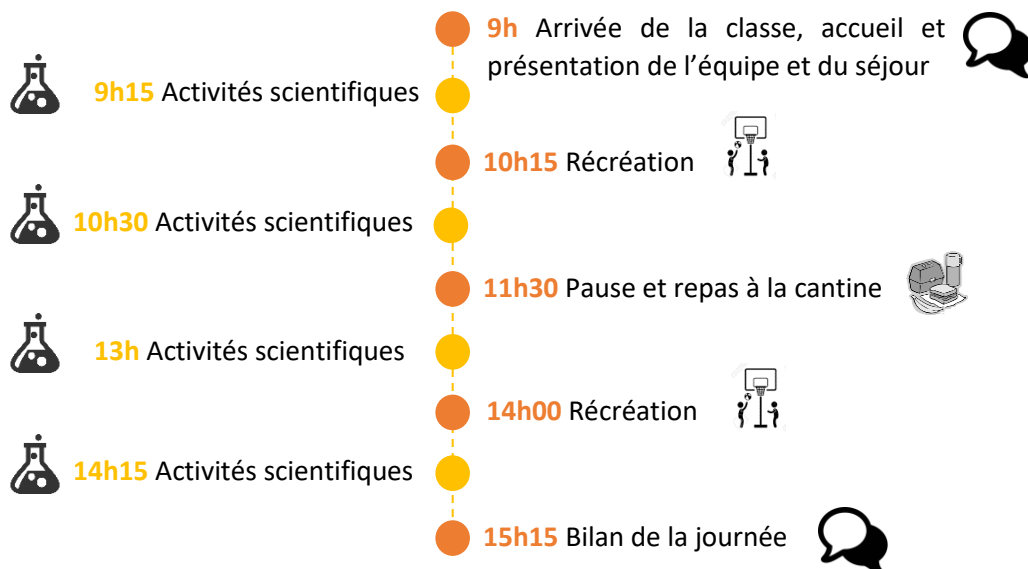 9h Arrivée de la classe, accueil et
présentation de l’équipe et du séjour
9h15 Activités scientifiques
10h15 Récréation
10h30 Activités scientifiques
11h30 Pause et repas à la cantine
13h Activités scientifiques
14h00 Récréation
14h15 Activités scientifiques
15h15 Bilan de la journée